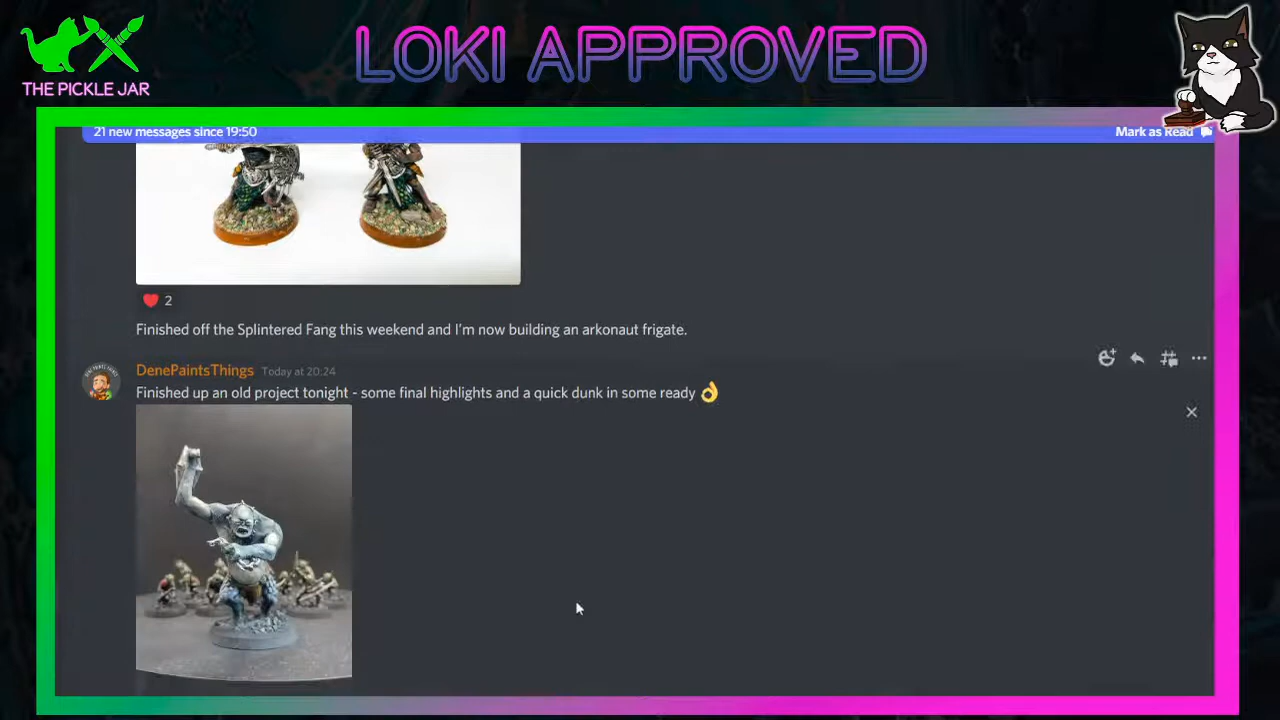 THE PICKLE JAR
LOKI APPROVED
21 new messages since 19:50
Mark as Read
2
Finished off the Splintered Fang this weekend and I'm now building an arkonaut frigate.
DenePaintsThings Today at 20:24
Finished up an old project tonight - some final highlights and a quick dunk in some ready 👌